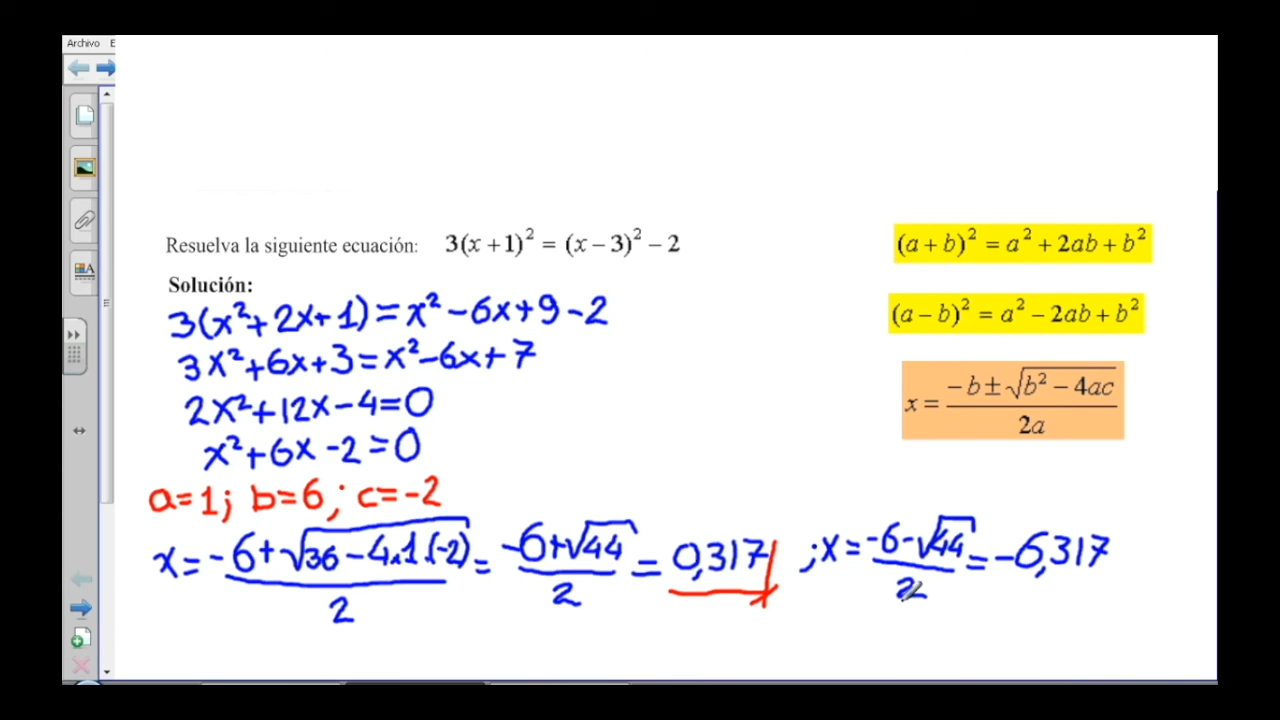 Archivo E
Resuelva la siguiente ecuación: 3(x + 1)² = (x − 3)² − 2
(a + b)² = a² + 2ab + b²
Solución:
3(x² + 2x + 1) = x² − 6x + 9 − 2
(a − b)² = a² − 2ab + b²
3x² + 6x + 3 = x² − 6x + 7
x = (−b ± √(b² − 4ac)) / 2a
2x² + 12x − 4 = 0
x² + 6x − 2 = 0
a = 1; b = 6; c = −2
x = (−6 + √(36 − 4.1.(−2))) / 2 = (−6 + √44) / 2 = 0,317 ; x = (−6 − √44) / 2 = −6,317